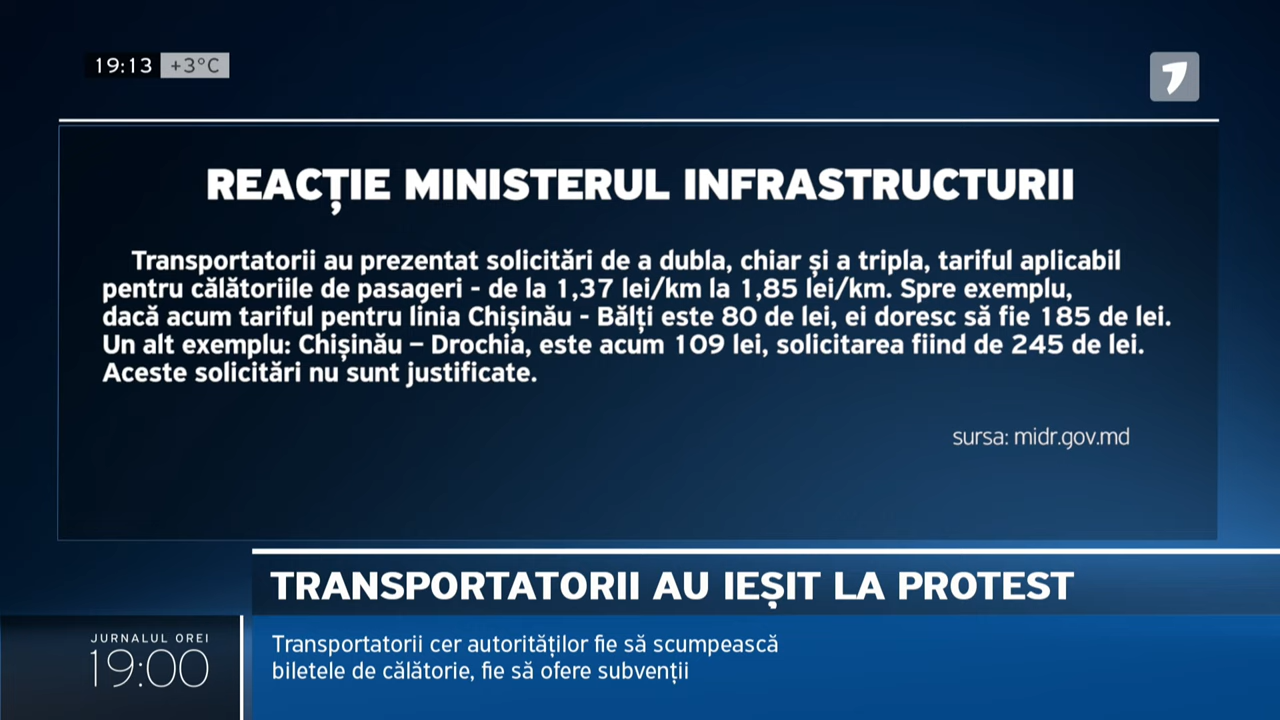 19:13 +3°C
REACȚIE MINISTERUL INFRASTRUCTURII
Transportatorii au prezentat solicitări de a dubla, chiar și a tripla, tariful aplicabil
pentru călătoriile de pasageri - de la 1,37 lei/km la 1,85 lei/km. Spre exemplu,
dacă acum tariful pentru linia Chișinău - Bălți este 80 de lei, ei doresc să fie 185 de lei.
Un alt exemplu: Chișinău – Drochia, este acum 109 lei, solicitarea fiind de 245 de lei.
Aceste solicitări nu sunt justificate.
sursa: midr.gov.md
TRANSPORTATORII AU IEȘIT LA PROTEST
JURNALUL OREI
19:00
Transportatorii cer autorităților fie să scumpească
biletele de călătorie, fie să ofere subvenții